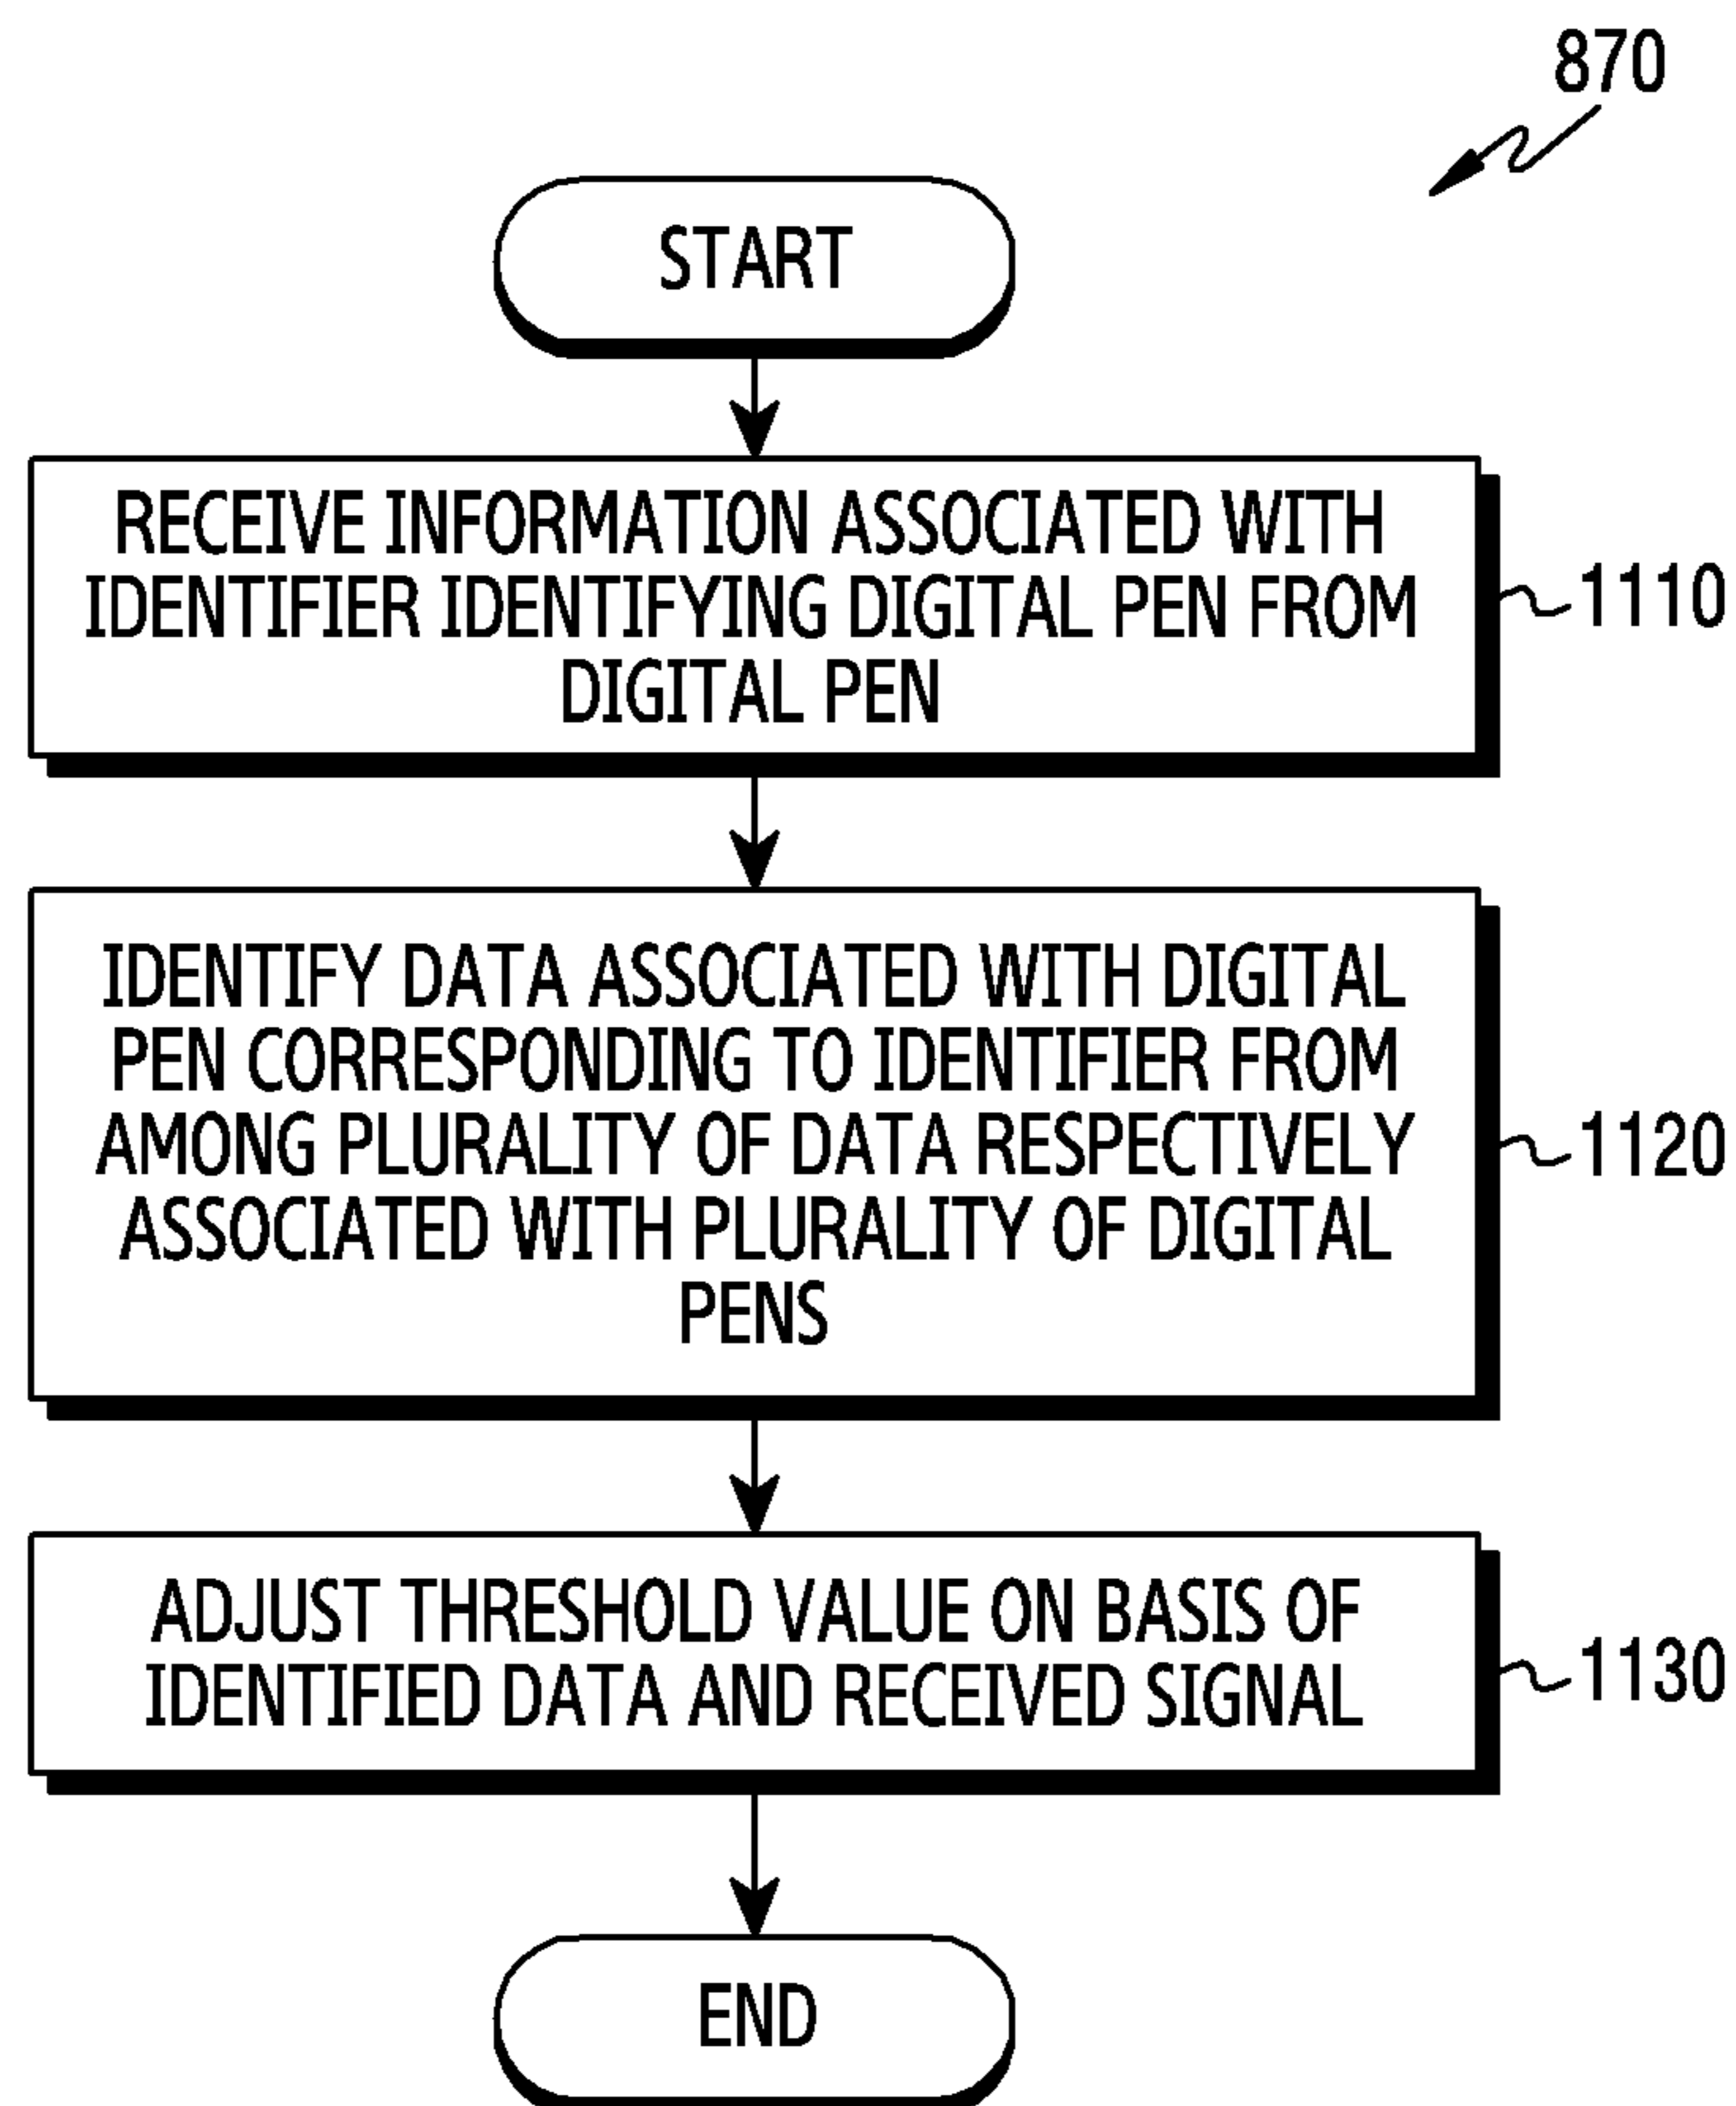 870
START
RECEIVE INFORMATION ASSOCIATED WITH
IDENTIFIER IDENTIFYING DIGITAL PEN FROM
DIGITAL PEN
1110
IDENTIFY DATA ASSOCIATED WITH DIGITAL
PEN CORRESPONDING TO IDENTIFIER FROM
AMONG PLURALITY OF DATA RESPECTIVELY
ASSOCIATED WITH PLURALITY OF DIGITAL
PENS
1120
ADJUST THRESHOLD VALUE ON BASIS OF
IDENTIFIED DATA AND RECEIVED SIGNAL
1130
END